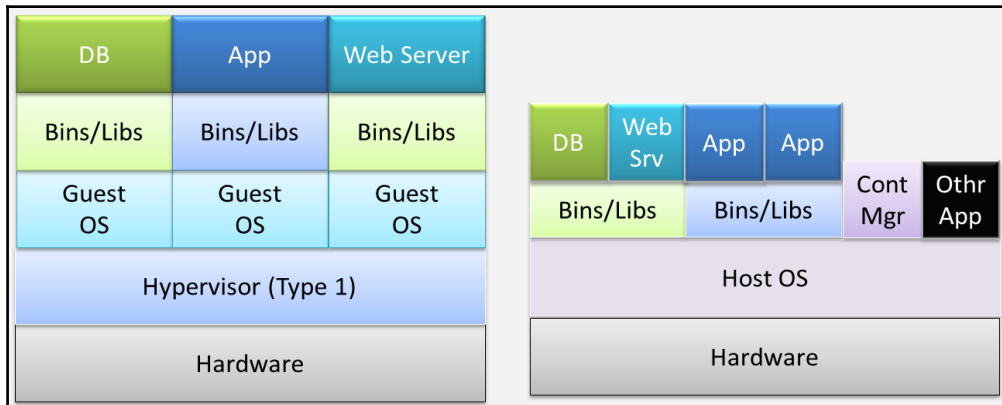 DB
App
Web Server
Bins/Libs
Bins/Libs
Bins/Libs
Guest
OS
Guest
OS
Guest
OS
Hypervisor (Type 1)
Hardware
DB
Web
Srv
App
App
Bins/Libs
Bins/Libs
Cont
Mgr
Othr
App
Host OS
Hardware